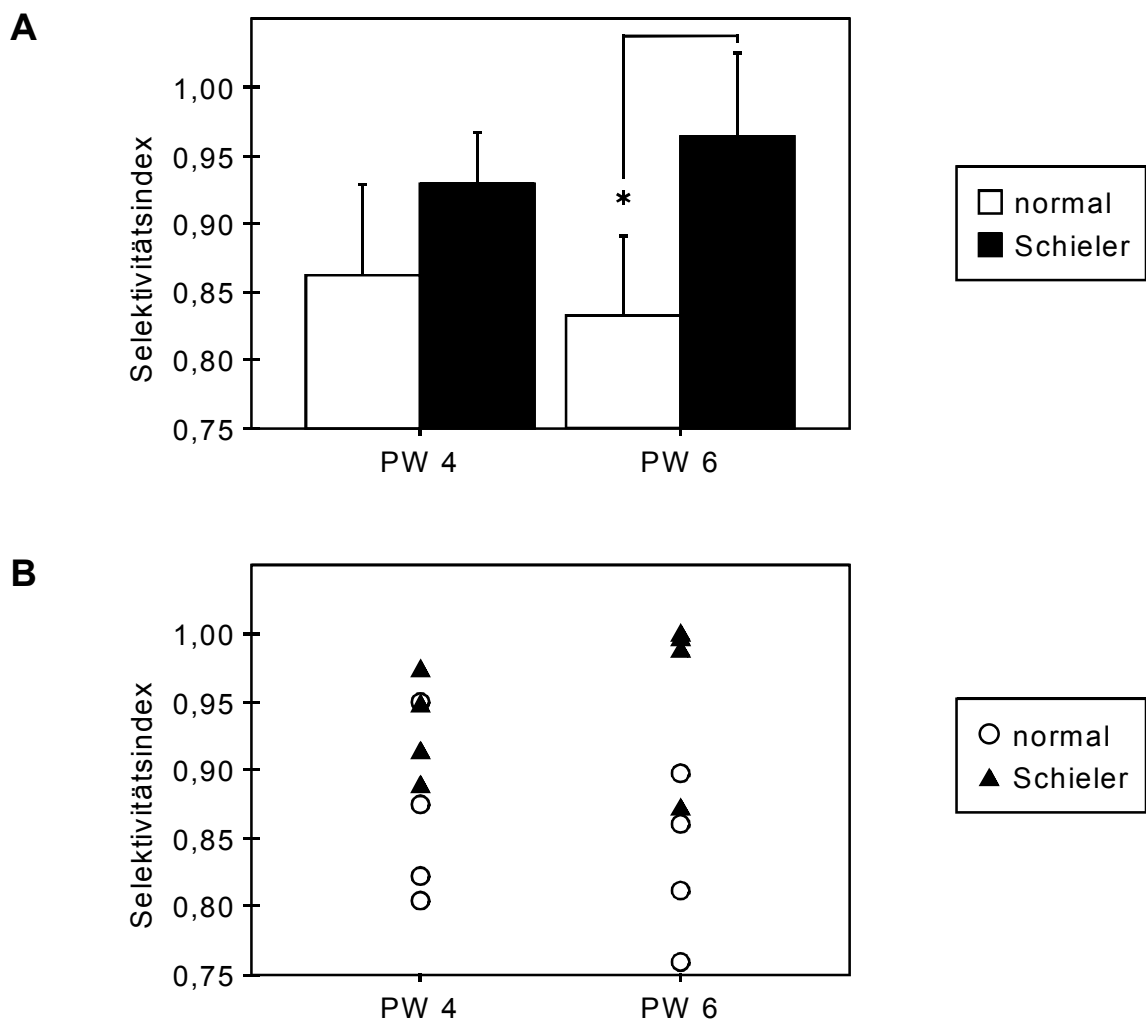 A
Selektivitätsindex
1,00
0,95
0,90
0,85
0,80
0,75
*
PW 4
PW 6
normal
Schieler
B
Selektivitätsindex
1,00
0,95
0,90
0,85
0,80
0,75
PW 4
PW 6
normal
Schieler